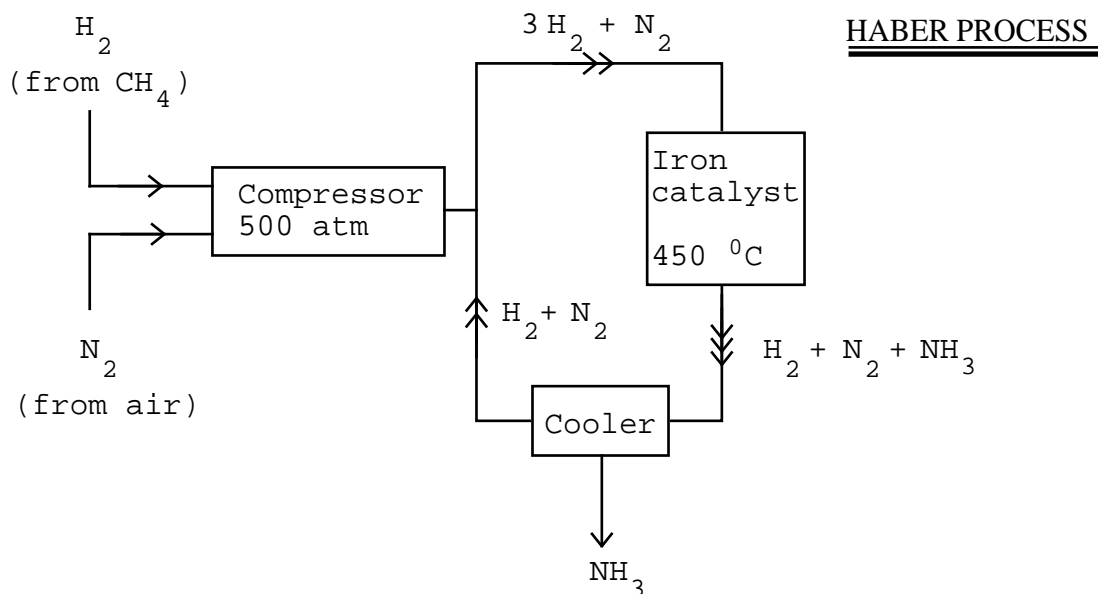 HABER PROCESS
H₂
(from CH₄)
3 H₂ + N₂
Compressor
500 atm
Iron
catalyst
450 ⁰C
N₂
(from air)
H₂ + N₂
H₂ + N₂ + NH₃
Cooler
NH₃